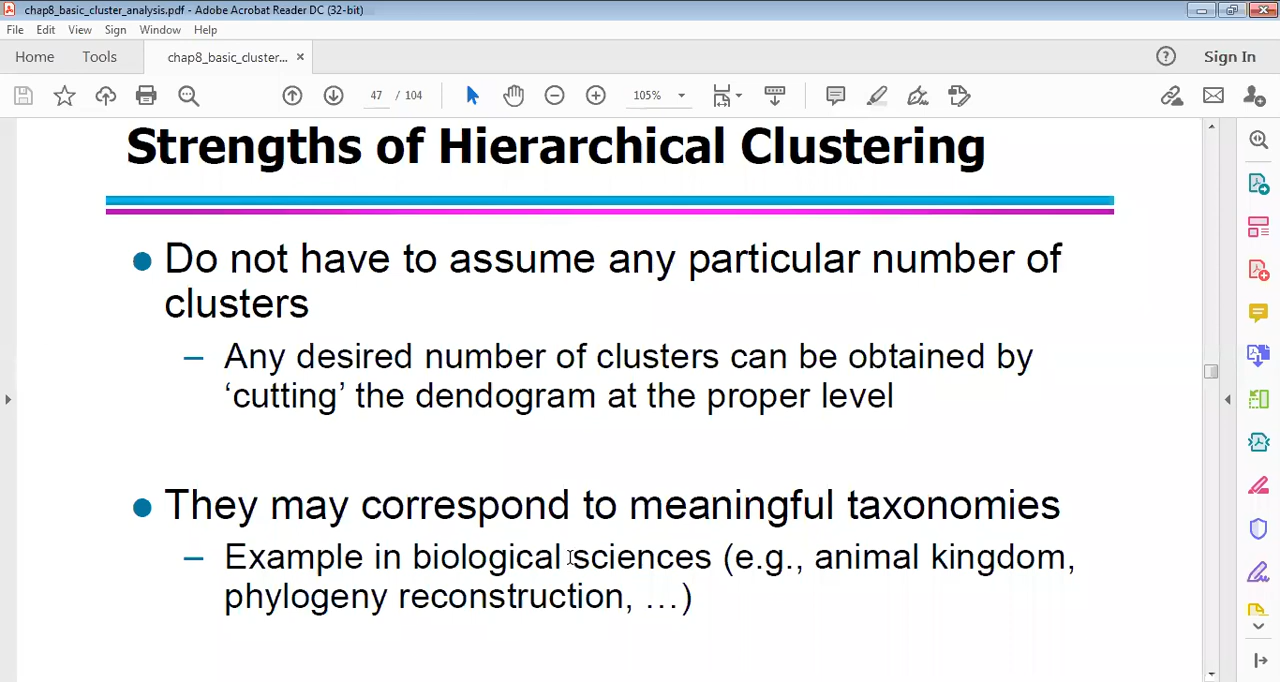 chap8_basic_cluster_analysis.pdf - Adobe Acrobat Reader DC (32-bit)
File Edit View Sign Window Help
Home Tools chap8_basic_cluster... × Sign In
47 / 104 105%
Strengths of Hierarchical Clustering
Do not have to assume any particular number of
clusters
– Any desired number of clusters can be obtained by
‘cutting’ the dendogram at the proper level
They may correspond to meaningful taxonomies
– Example in biological sciences (e.g., animal kingdom,
phylogeny reconstruction, …)